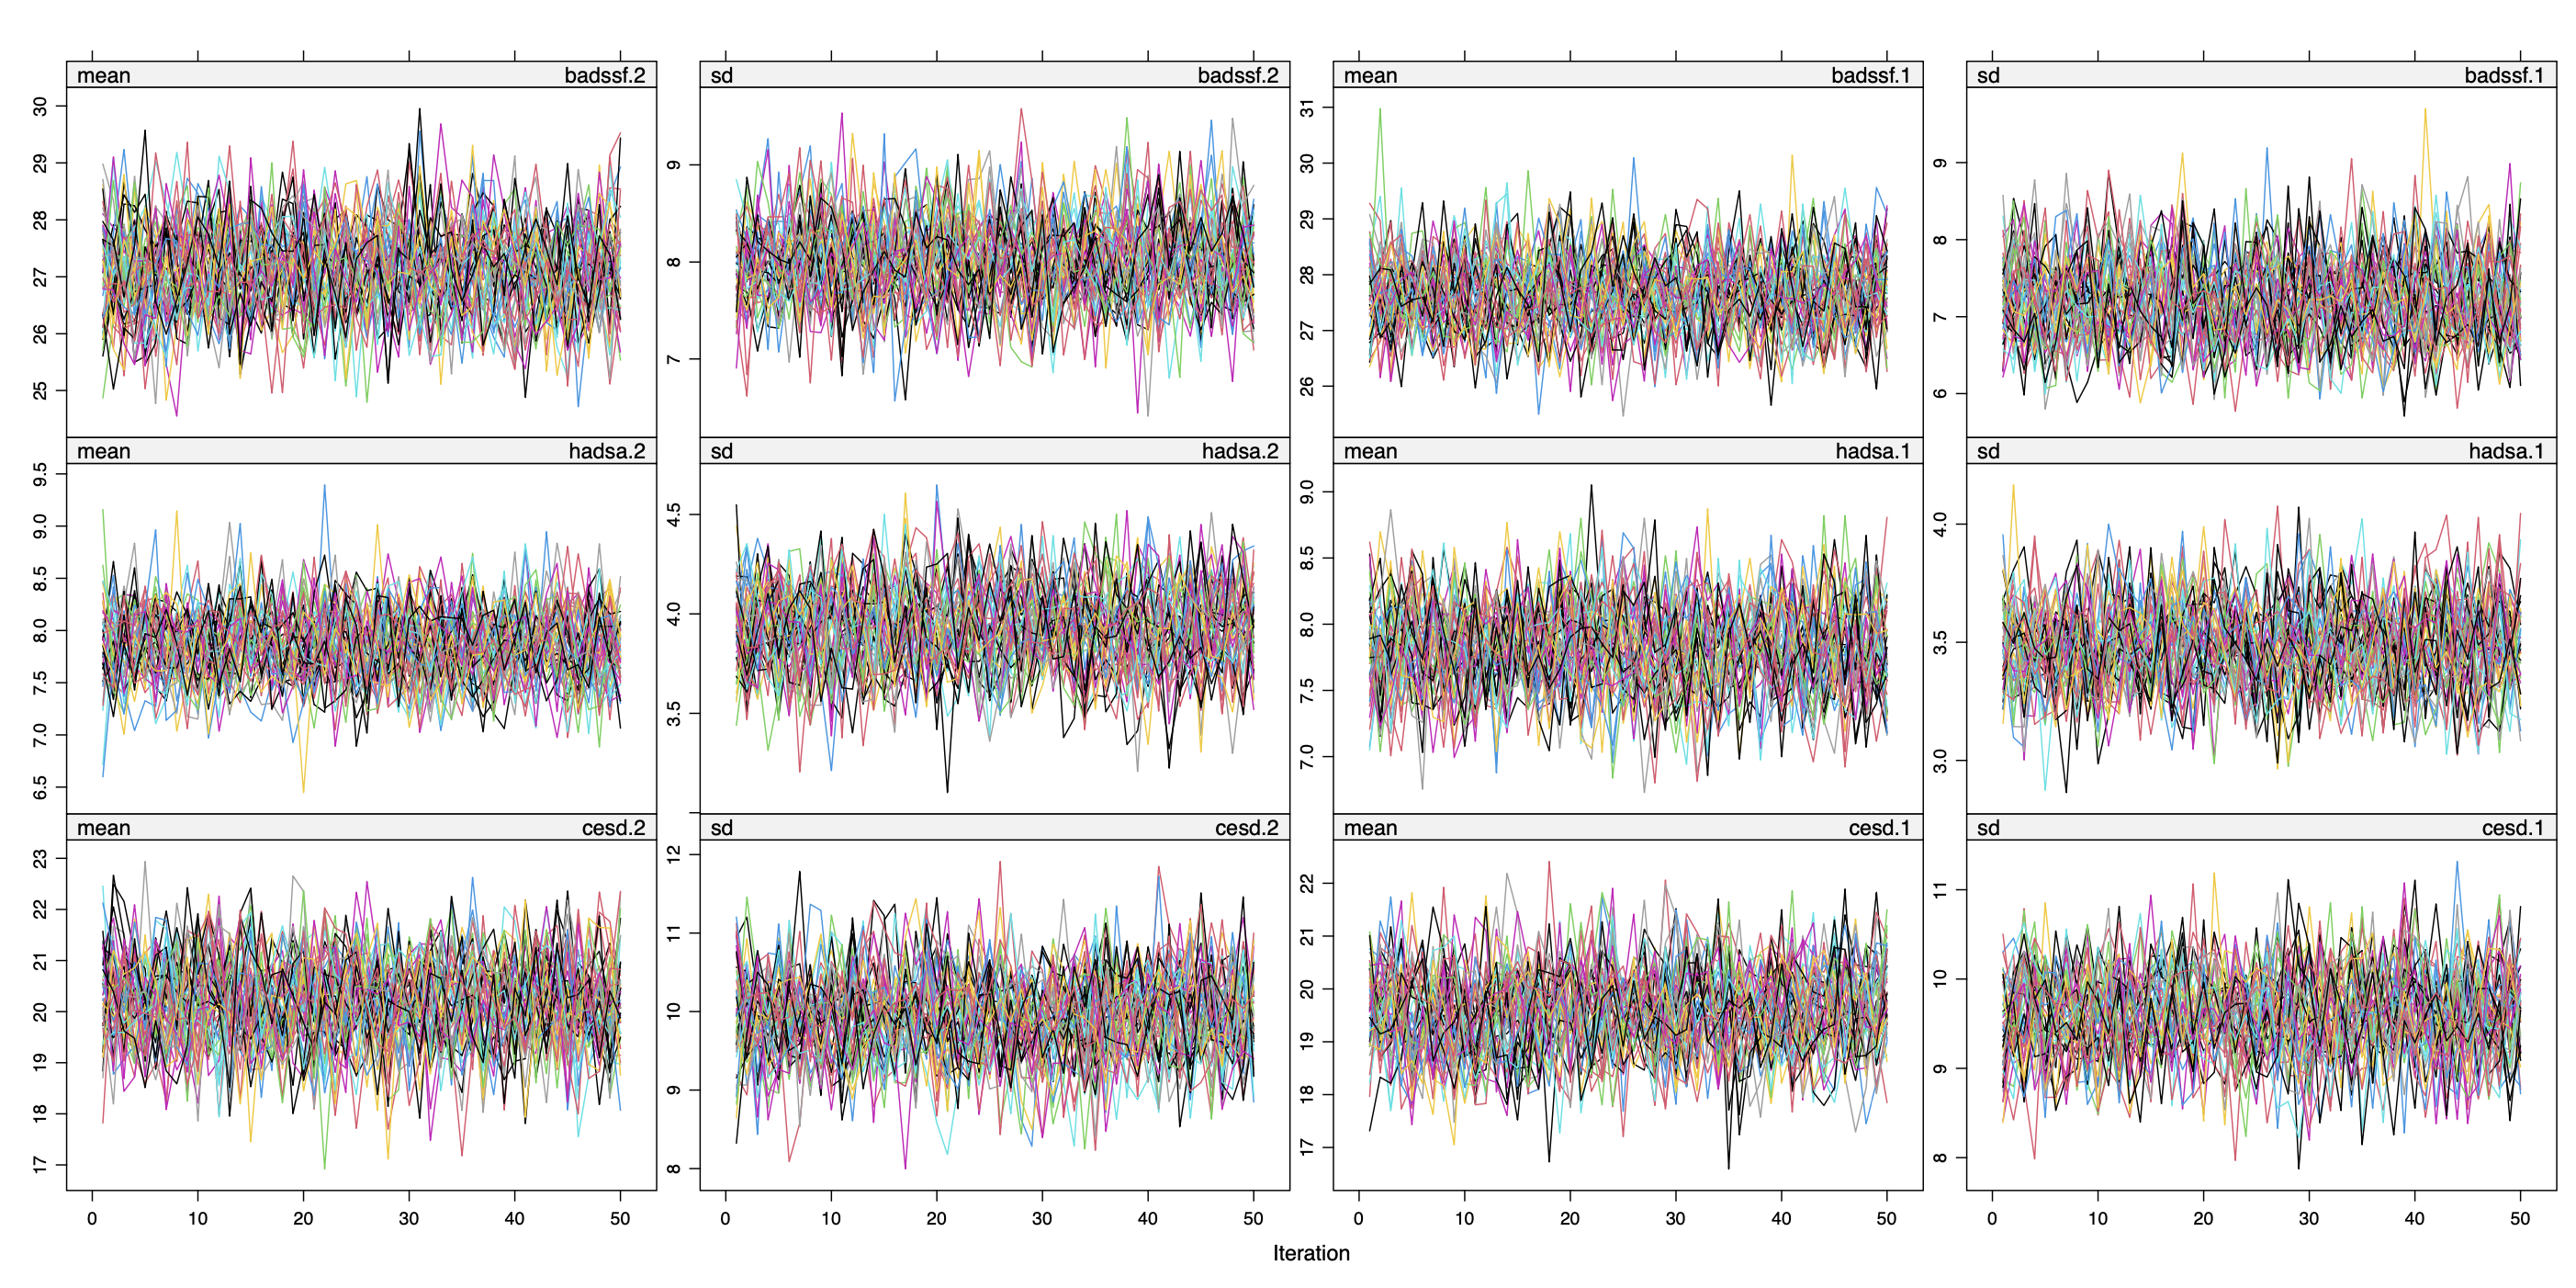 mean badssf.2 sd badssf.2 mean badssf.1 sd badssf.1
30 29 28 27 26 25
9 8 7
31 30 29 28 27 26
9 8 7 6
mean hadsa.2 sd hadsa.2 mean hadsa.1 sd hadsa.1
9.5 9.0 8.5 8.0 7.5 7.0 6.5
4.5 4.0 3.5
9.0 8.5 8.0 7.5 7.0
4.0 3.5 3.0
mean cesd.2 sd cesd.2 mean cesd.1 sd cesd.1
23 22 21 20 19 18 17
12 11 10 9 8
22 21 20 19 18 17
11 10 9 8
0 10 20 30 40 50 0 10 20 30 40 50 0 10 20 30 40 50 0 10 20 30 40 50
Iteration